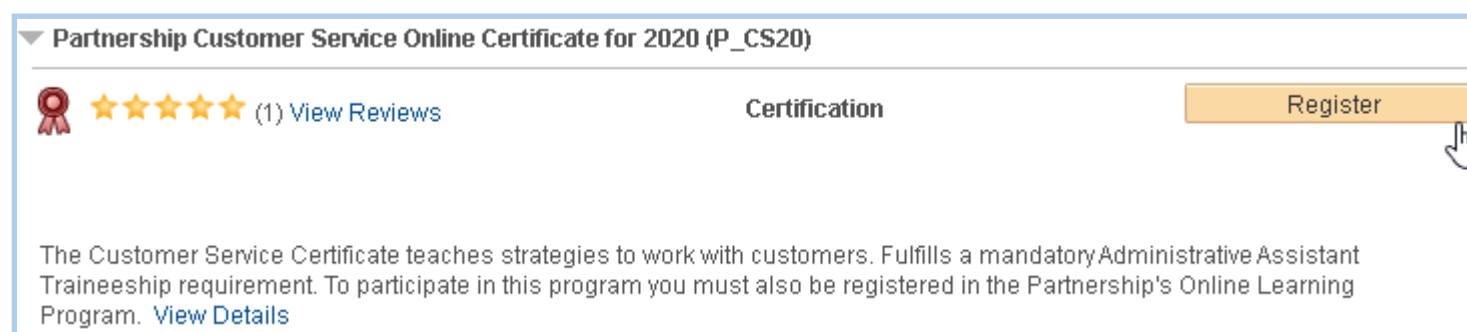 Partnership Customer Service Online Certificate for 2020 (P_CS20)
(1) View Reviews Certification Register
The Customer Service Certificate teaches strategies to work with customers. Fulfills a mandatory Administrative Assistant
Traineeship requirement. To participate in this program you must also be registered in the Partnership's Online Learning
Program. View Details